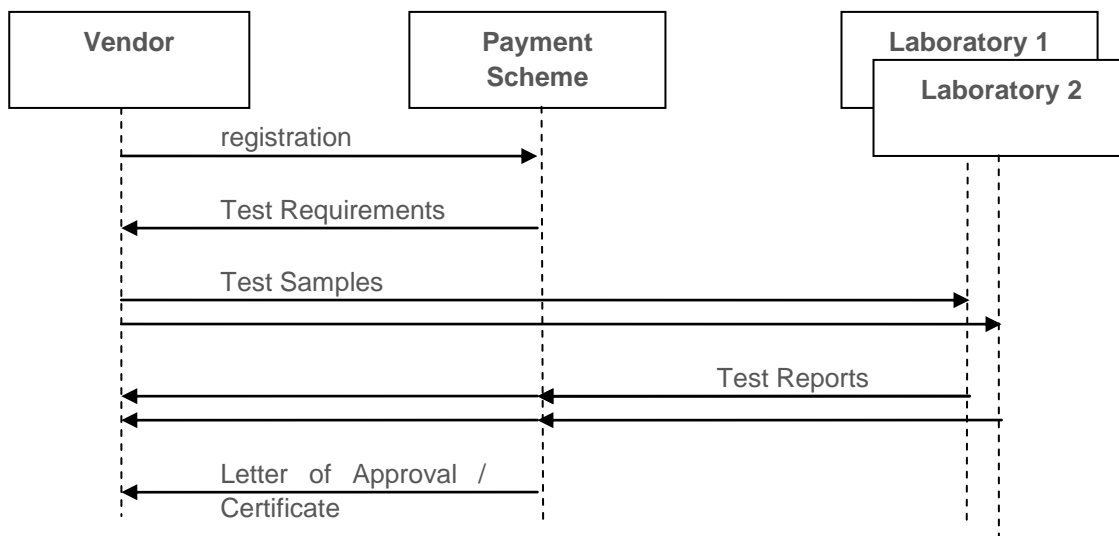 Vendor
Payment
Scheme
Laboratory 1
Laboratory 2
registration
Test Requirements
Test Samples
Test Reports
Letter of Approval /
Certificate